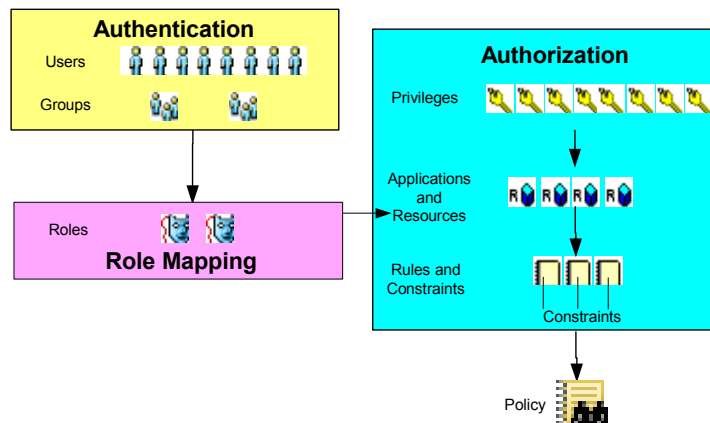 Authentication
Users
Groups
Roles
Role Mapping
Authorization
Privileges
Applications
and
Resources
R R R R
Rules and
Constraints
Constraints
Policy